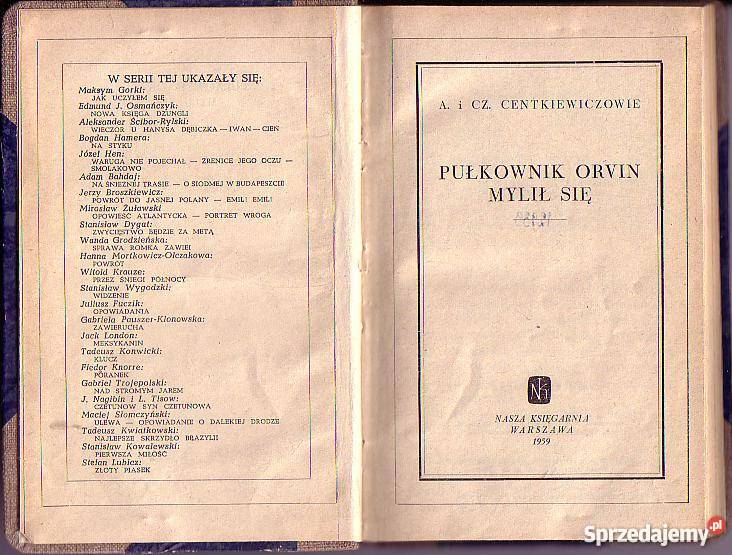 W SERII TEJ UKAZAŁY SIĘ:
Maksym Gorki:
JAK UCZYŁEM SIĘ
Edmund J. Osmańczyk:
NOWA KSIĘGA DŻUNGLI
Aleksander Ścibor-Rylski:
WIECZÓR U HANYSA DĘBICZKA — IWAN — CIEŃ
Bogdan Hamera:
NA STYKU
Józef Hen:
WARUGA NIE POJECHAŁ — ŹRENICE JEGO OCZU —
SMOLAKOWO
Adam Bahdaj:
NA ŚNIEŻNEJ TRASIE — O SIÓDMEJ W BUDAPESZCIE
Jerzy Broszkiewicz:
POWRÓT DO JASNEJ POLANY — EMIL! EMIL!
Mirosław Żuławski
OPOWIEŚĆ ATLANTYCKA — PORTRET WROGA
Stanisław Dygat:
ZWYCIĘSTWO BĘDZIE ZA METĄ
Wanda Grodzieńska:
SPRAWA ROMKA ZAWIEI
Hanna Mortkowicz-Olczakowa:
POWRÓT
Witold Krauze:
PRZEZ ŚNIEGI PÓŁNOCY
Stanisław Wygodzki:
WIDZENIE
Juliusz Fuczik:
OPOWIADANIA
Gabriela Pauszer-Klonowska:
ZAWIERUCHA
Jack London:
MEKSYKANIN
Tadeusz Konwicki:
KLUCZ
Fiedor Knorre:
PORANEK
Gabriel Trojepolski:
NAD STROMYM JAREM
J. Nagibin i L. Tisow:
CZETUNOW SYN CZETUNOWA
Maciej Słomczyński:
ULEWA — OPOWIADANIE O DALEKIEJ DRODZE
Tadeusz Kwiatkowski:
NAJLEPSZE SKRZYDŁO BRAZYLII
Stanisław Kowalewski:
PIERWSZA MIŁOŚĆ
Stefan Łubicz:
ZŁOTY PIASEK
A. i CZ. CENTKIEWICZOWIE
PUŁKOWNIK ORVIN
MYLIŁ SIĘ
NASZA KSIĘGARNIA
WARSZAWA
1959
Sprzedajemy.pl